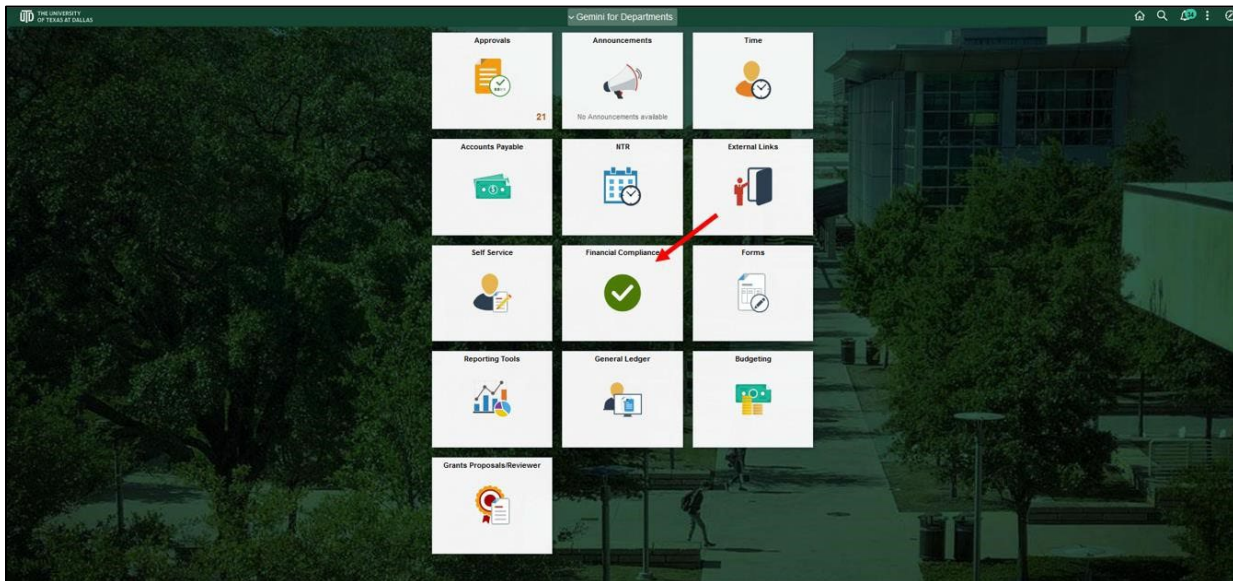 UTD THE UNIVERSITY
OF TEXAS AT DALLAS
Gemini for Departments
Approvals
21
Announcements
No Announcements available
Time
Accounts Payable
NTR
External Links
Self Service
Financial Compliance
Forms
Reporting Tools
General Ledger
Budgeting
Grants Proposals/Reviewer